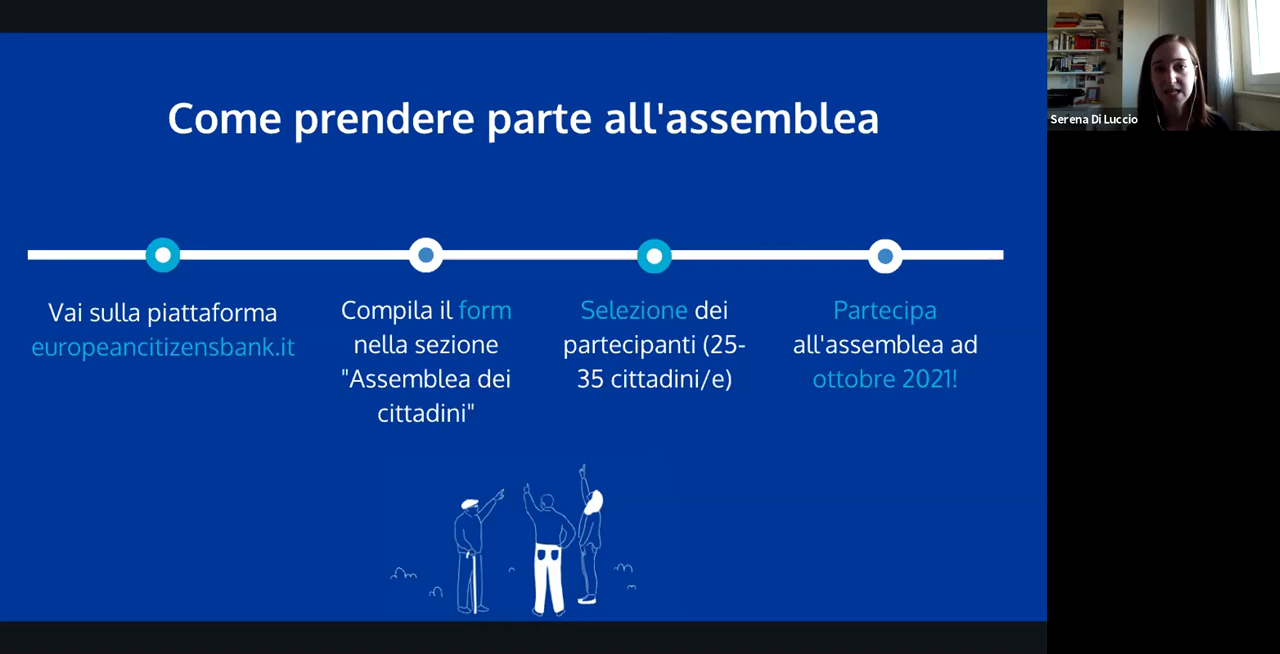 Come prendere parte all'assemblea
Vai sulla piattaforma
europeancitizensbank.it
Compila il form
nella sezione
"Assemblea dei
cittadini"
Selezione dei
partecipanti (25-
35 cittadini/e)
Partecipa
all'assemblea ad
ottobre 2021!
Serena Di Luccio